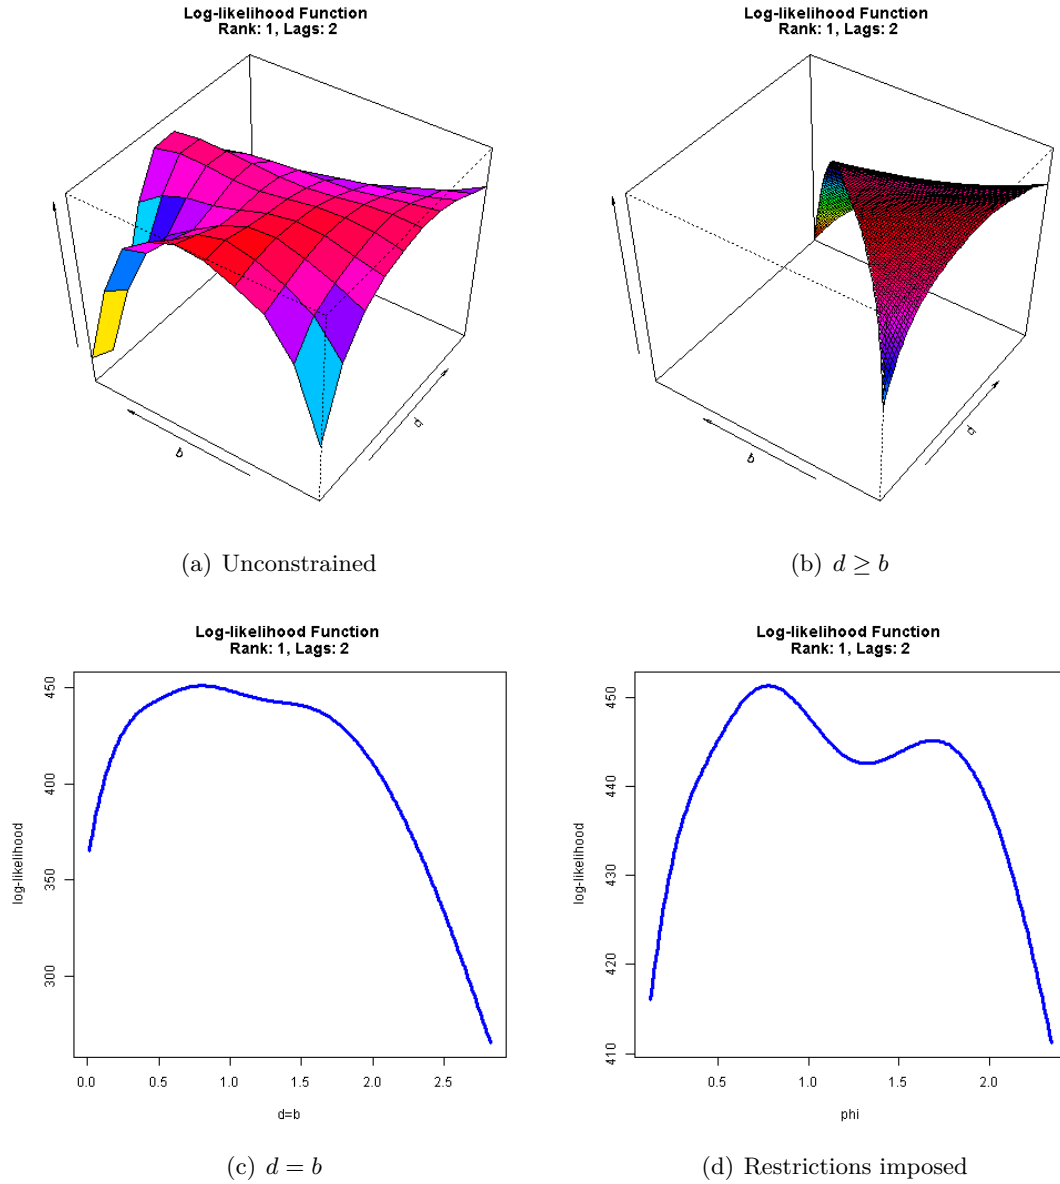 Log-likelihood Function
Rank: 1, Lags: 2
b
d
(a) Unconstrained
Log-likelihood Function
Rank: 1, Lags: 2
b
d
(b) d ≥ b
Log-likelihood Function
Rank: 1, Lags: 2
log-likelihood
450
400
350
300
0.0 0.5 1.0 1.5 2.0 2.5
d=b
(c) d = b
Log-likelihood Function
Rank: 1, Lags: 2
log-likelihood
450
440
430
420
410
0.5 1.0 1.5 2.0
phi
(d) Restrictions imposed